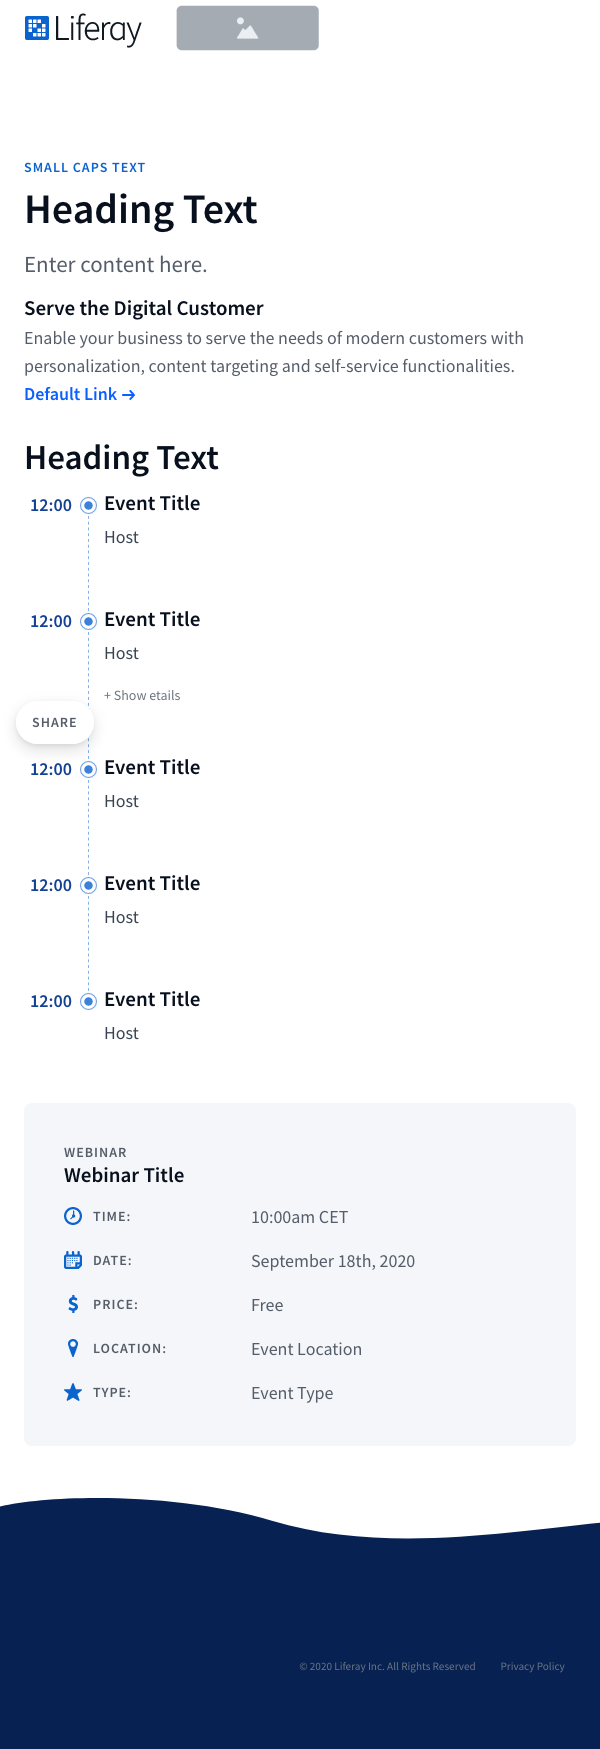 Liferay
SMALL CAPS TEXT
Heading Text
Enter content here.
Serve the Digital Customer
Enable your business to serve the needs of modern customers with
personalization, content targeting and self-service functionalities.
Default Link →
Heading Text
12:00 Event Title
Host
12:00 Event Title
Host
+ Show etails
SHARE
12:00 Event Title
Host
12:00 Event Title
Host
12:00 Event Title
Host
WEBINAR
Webinar Title
TIME: 10:00am CET
DATE: September 18th, 2020
PRICE: Free
LOCATION: Event Location
TYPE: Event Type
© 2020 Liferay Inc. All Rights Reserved Privacy Policy